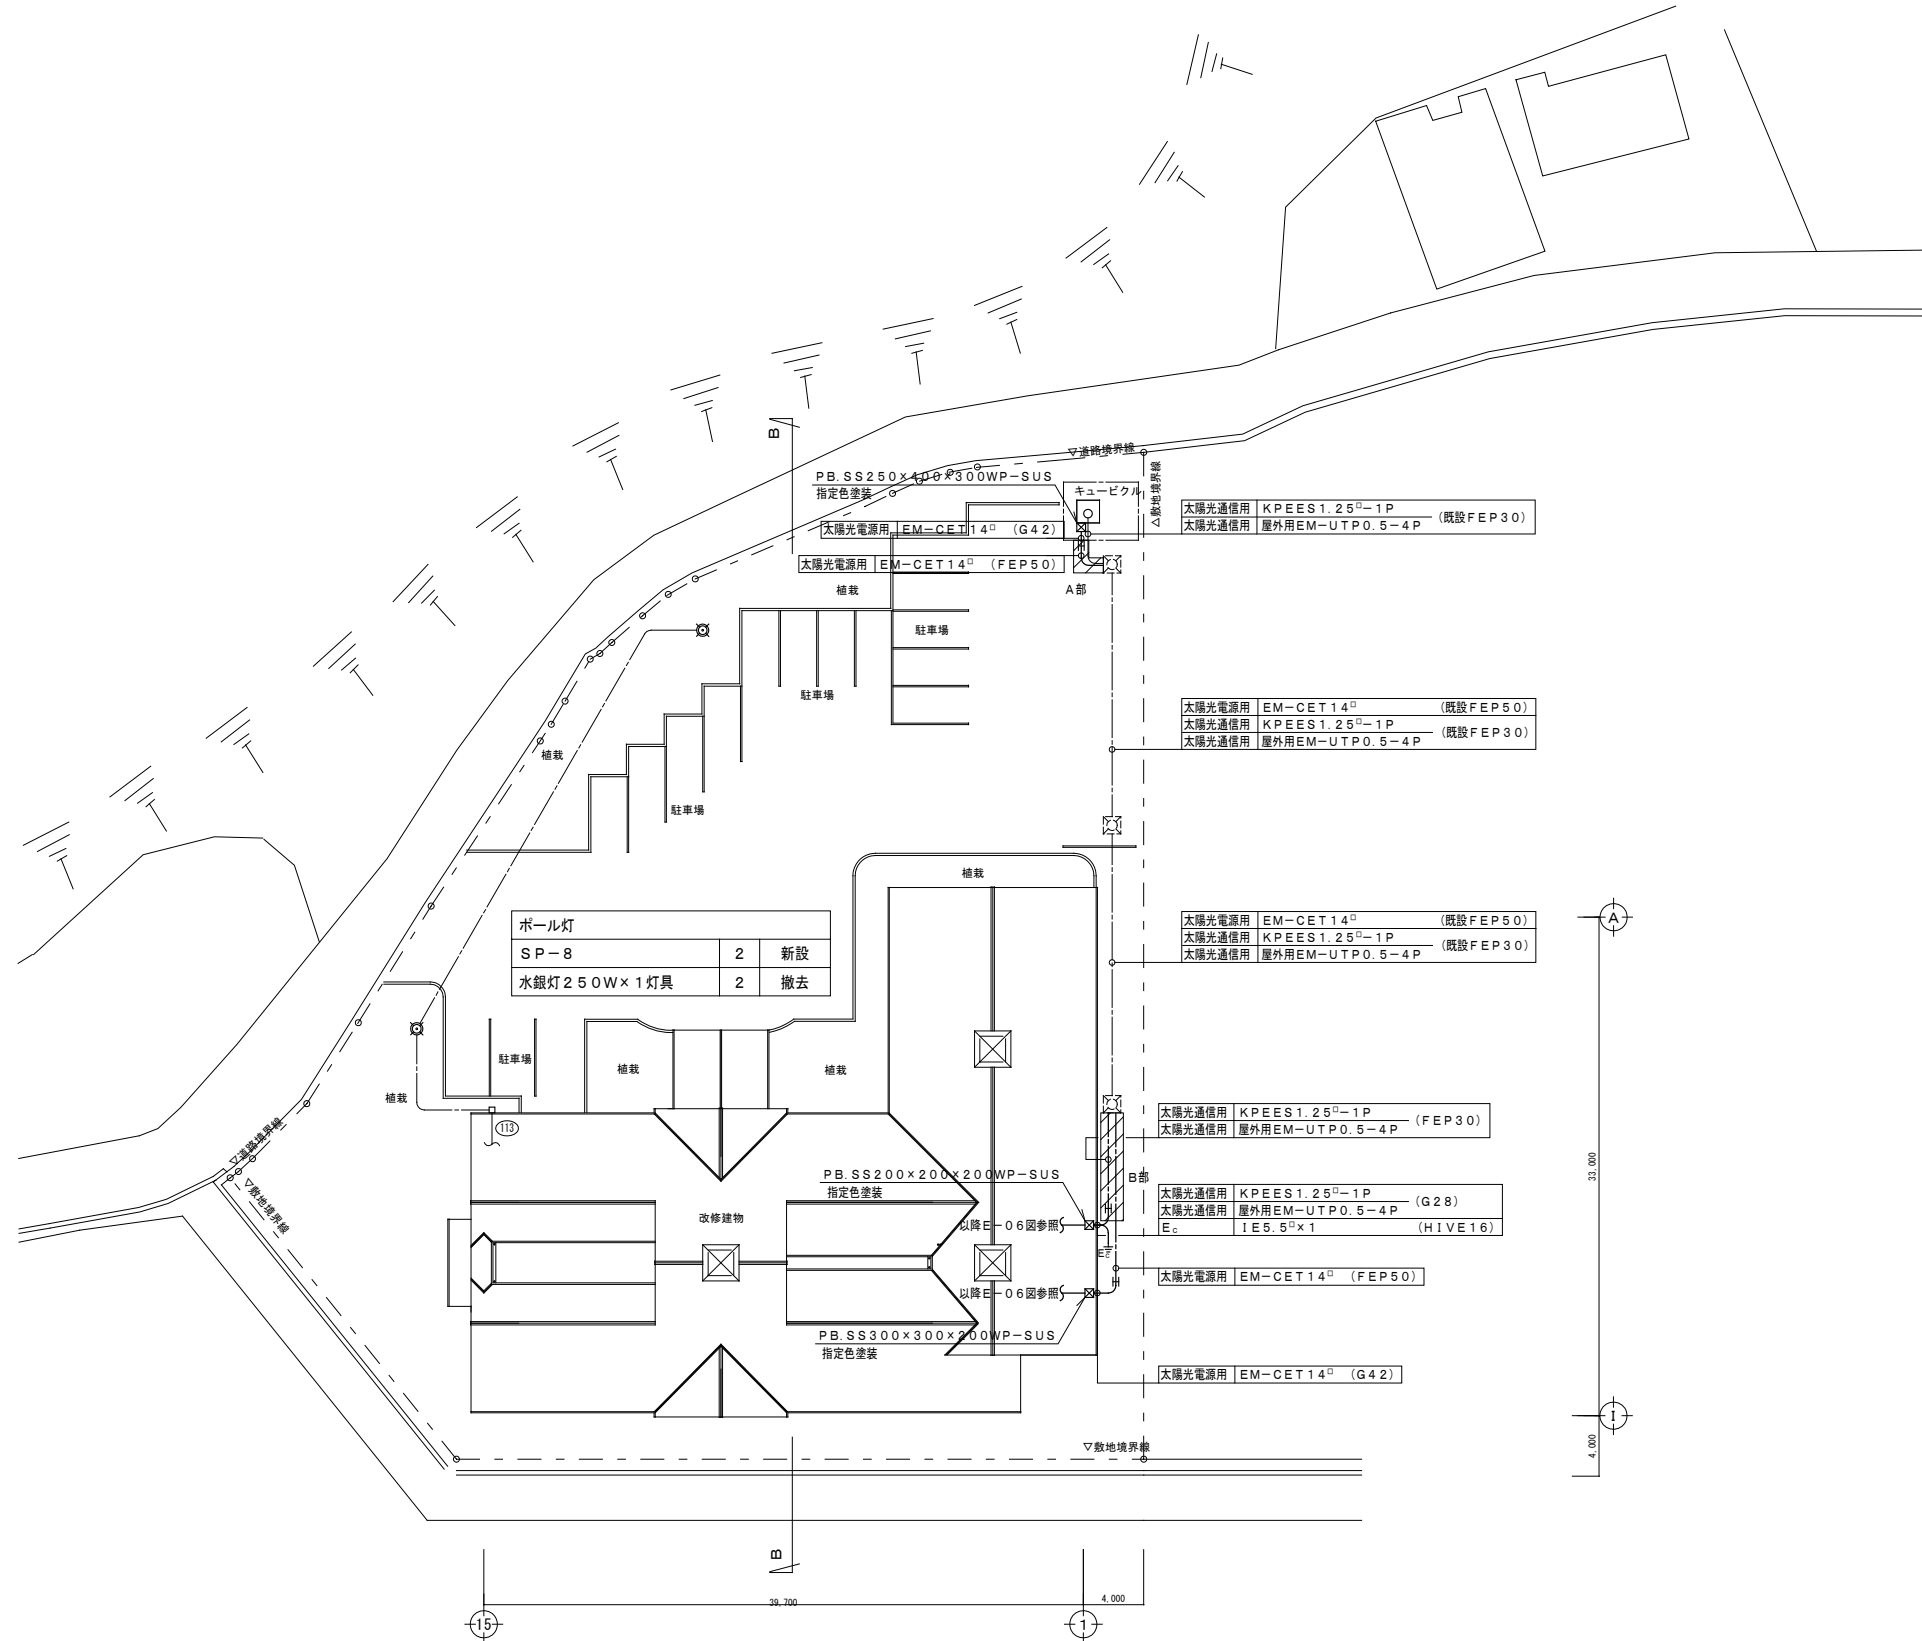 B
▽道路境界線
△敷地境界線
PB.SS250×400×300WP-SUS
指定色塗装
キュービクル
太陽光通信用 KPEES1.25□-1P (既設FEP30)
太陽光通信用 屋外用EM-UTP0.5-4P
太陽光電源用 EM-CET14□ (G42)
太陽光電源用 EM-CET14□ (FEP50)
A部
植栽
駐車場
駐車場
植栽
駐車場
太陽光電源用 EM-CET14□ (既設FEP50)
太陽光通信用 KPEES1.25□-1P (既設FEP30)
太陽光通信用 屋外用EM-UTP0.5-4P
植栽
ポール灯
SP-8 2 新設
水銀灯250W×1灯具 2 撤去
太陽光電源用 EM-CET14□ (既設FEP50)
太陽光通信用 KPEES1.25□-1P (既設FEP30)
太陽光通信用 屋外用EM-UTP0.5-4P
A
駐車場
植栽
植栽
植栽
113
太陽光通信用 KPEES1.25□-1P (FEP30)
太陽光通信用 屋外用EM-UTP0.5-4P
▽道路境界線
▽敷地境界線
33,000
PB.SS200×200×200WP-SUS
指定色塗装
B部
改修建物
以降E-06図参照
太陽光通信用 KPEES1.25□-1P (G28)
太陽光通信用 屋外用EM-UTP0.5-4P
Ec IE5.5□×1 (HIVE16)
Ec
太陽光電源用 EM-CET14□ (FEP50)
以降E-06図参照
PB.SS300×300×200WP-SUS
指定色塗装
太陽光電源用 EM-CET14□ (G42)
I
4,000
▽敷地境界線
B
39,700
4,000
15
1